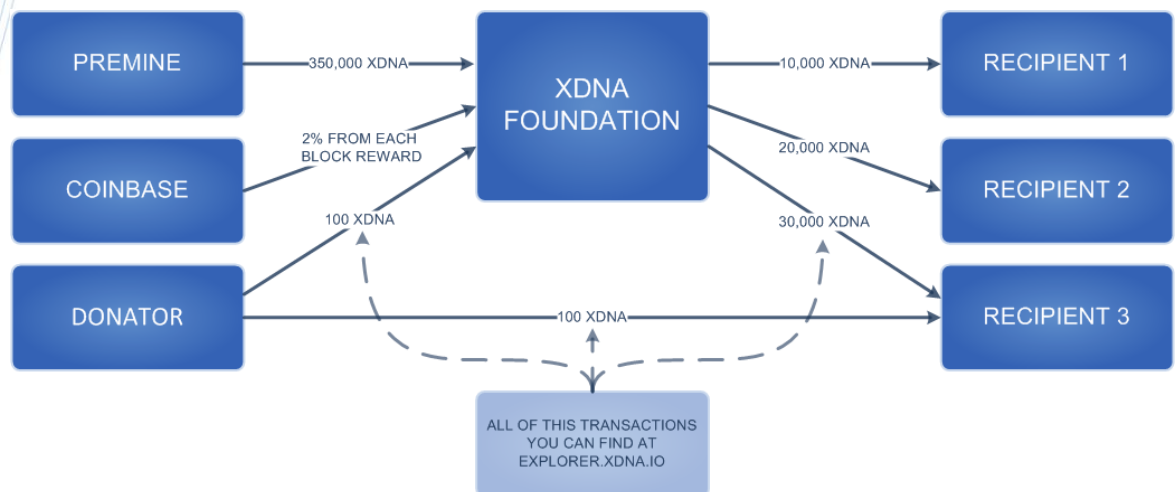 PREMINE
350,000 XDNA
XDNA
FOUNDATION
10,000 XDNA
RECIPIENT 1
COINBASE
2% FROM EACH
BLOCK REWARD
20,000 XDNA
RECIPIENT 2
100 XDNA
30,000 XDNA
DONATOR
100 XDNA
RECIPIENT 3
ALL OF THIS TRANSACTIONS
YOU CAN FIND AT
EXPLORER.XDNA.IO